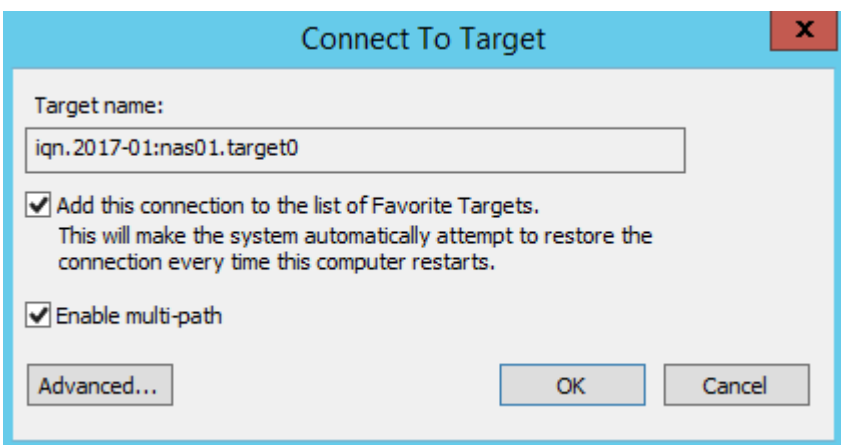 Connect To Target
x
Target name:
iqn.2017-01:nas01.target0
Add this connection to the list of Favorite Targets.
This will make the system automatically attempt to restore the
connection every time this computer restarts.
Enable multi-path
Advanced...
OK
Cancel